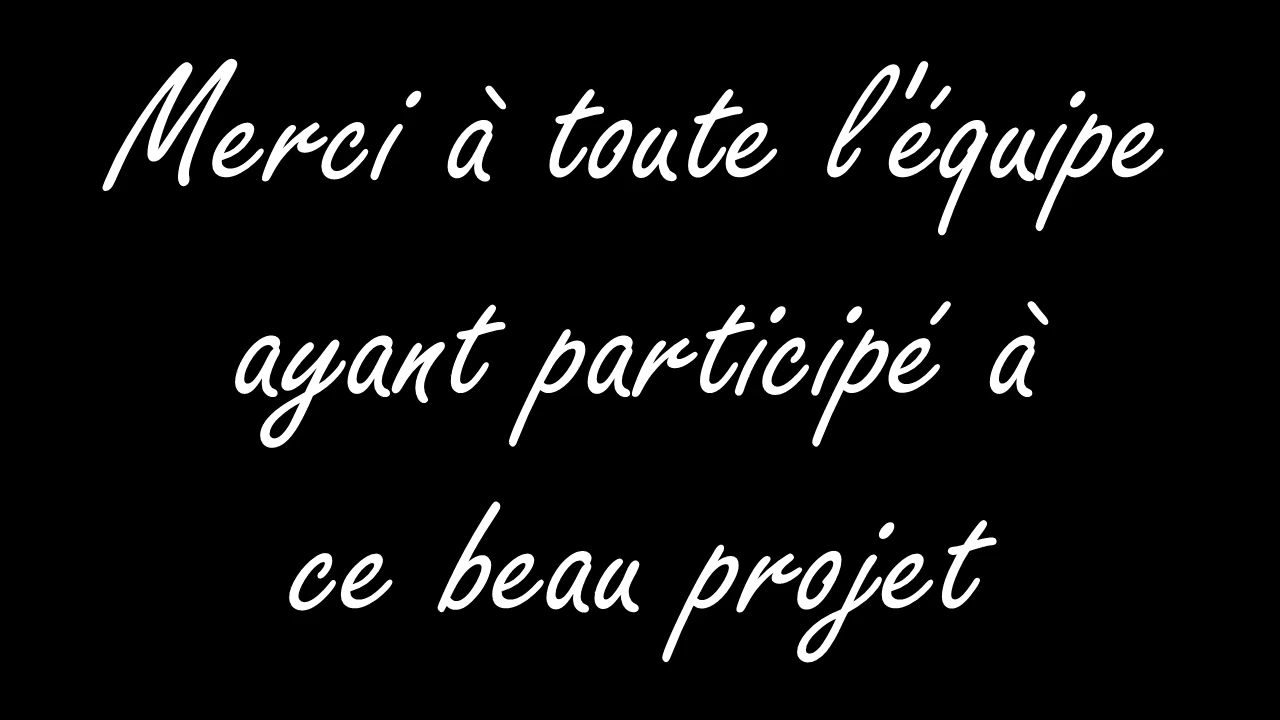 Merci à toute l'équipe
ayant participé à
ce beau projet